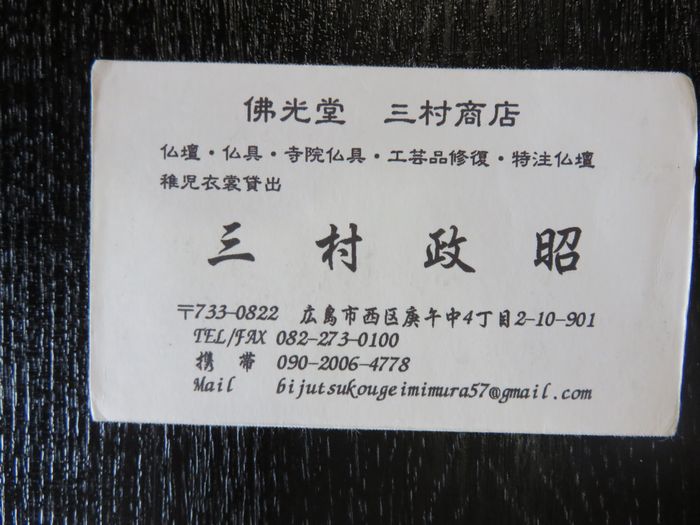 佛光堂　三村商店
仏壇・仏具・寺院仏具・工芸品修復・特注仏壇
稚児衣裳貸出
三村政昭
〒733-0822　広島市西区庚午中4丁目2-10-901
TEL/FAX 082-273-0100
携帯 090-2006-4778
Mail bijutsukougeimimura57@gmail.com